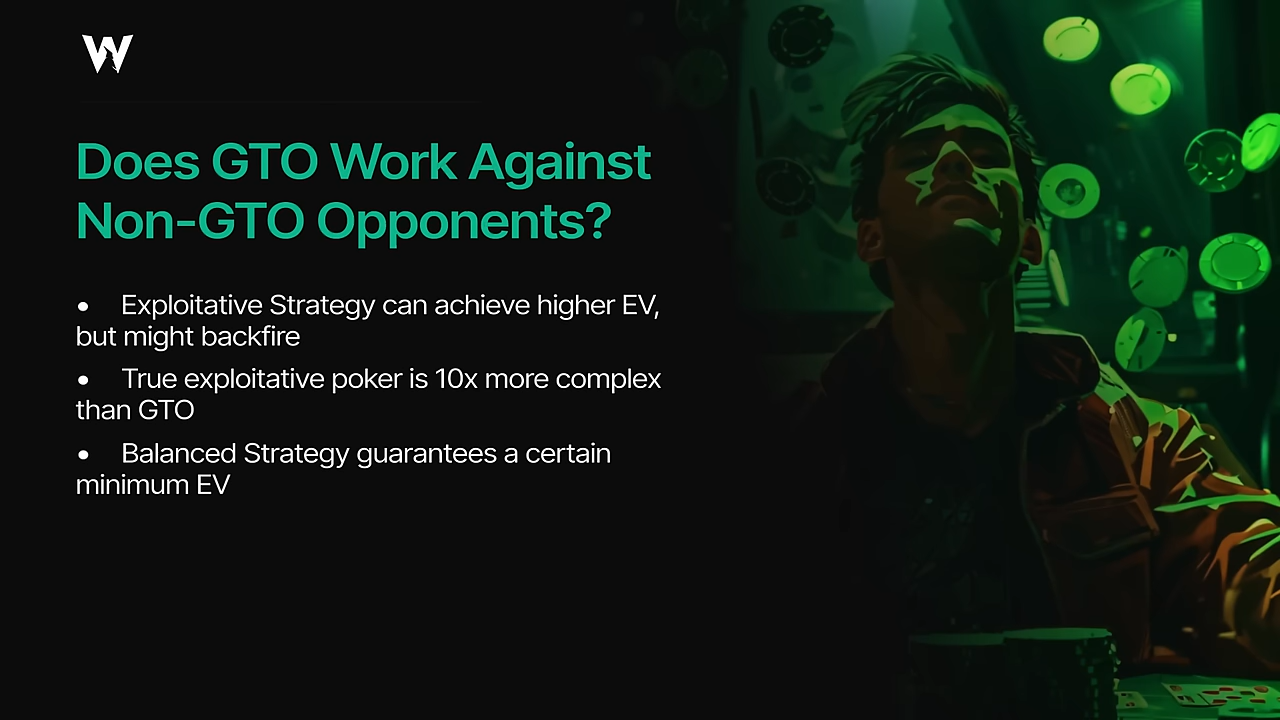 W
Does GTO Work Against
Non-GTO Opponents?
• Exploitative Strategy can achieve higher EV,
but might backfire
• True exploitative poker is 10x more complex
than GTO
• Balanced Strategy guarantees a certain
minimum EV